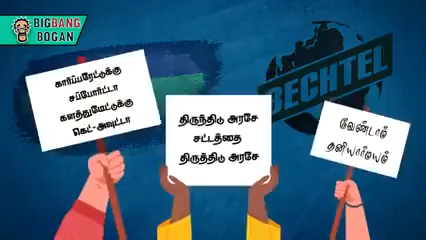 BIGBANG
BOGAN
BECHTEL
கார்ப்பரேட்டுக்கு
சப்போர்ட்டா
களத்துமேட்டுக்கு
கெட்-அவுட்டா
திருந்திடு அரசே
சட்டத்தை
திருத்திடு அரசே
வேண்டாம்
தனியார்மயம்